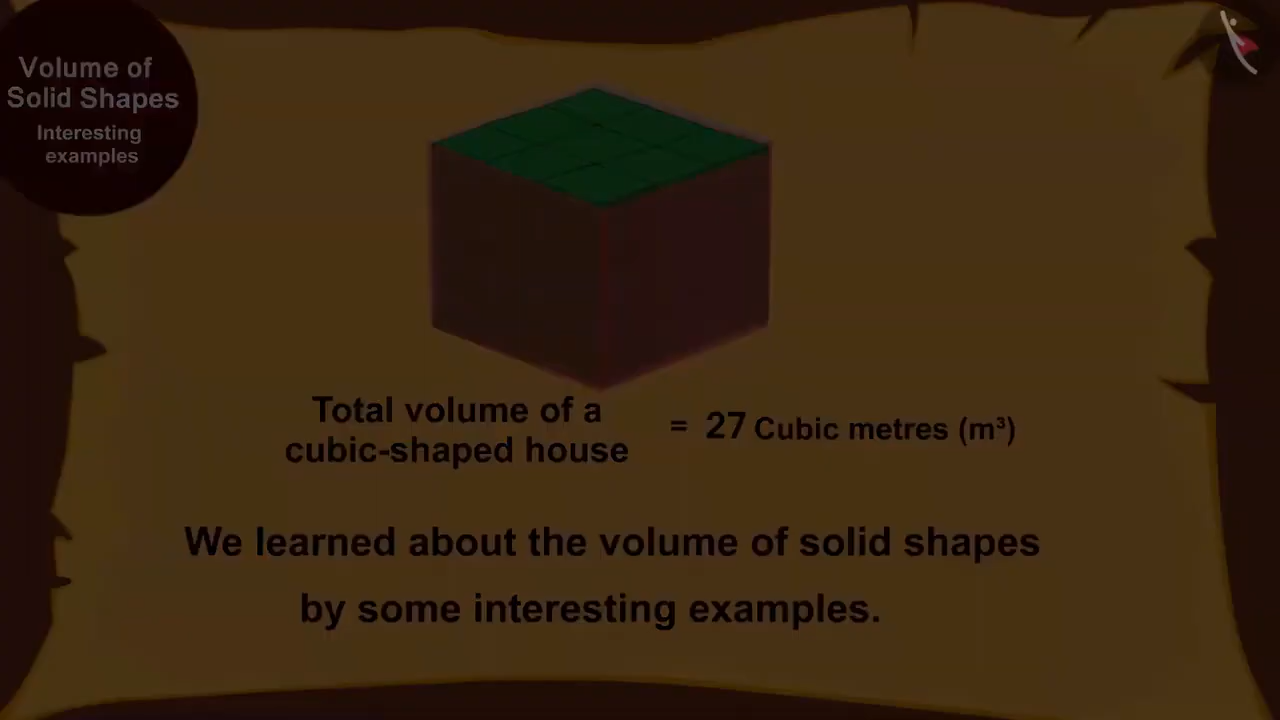 Volume of
Solid Shapes
Interesting
examples
Total volume of a
cubic-shaped house
= 27 Cubic metres (m³)
We learned about the volume of solid shapes
by some interesting examples.